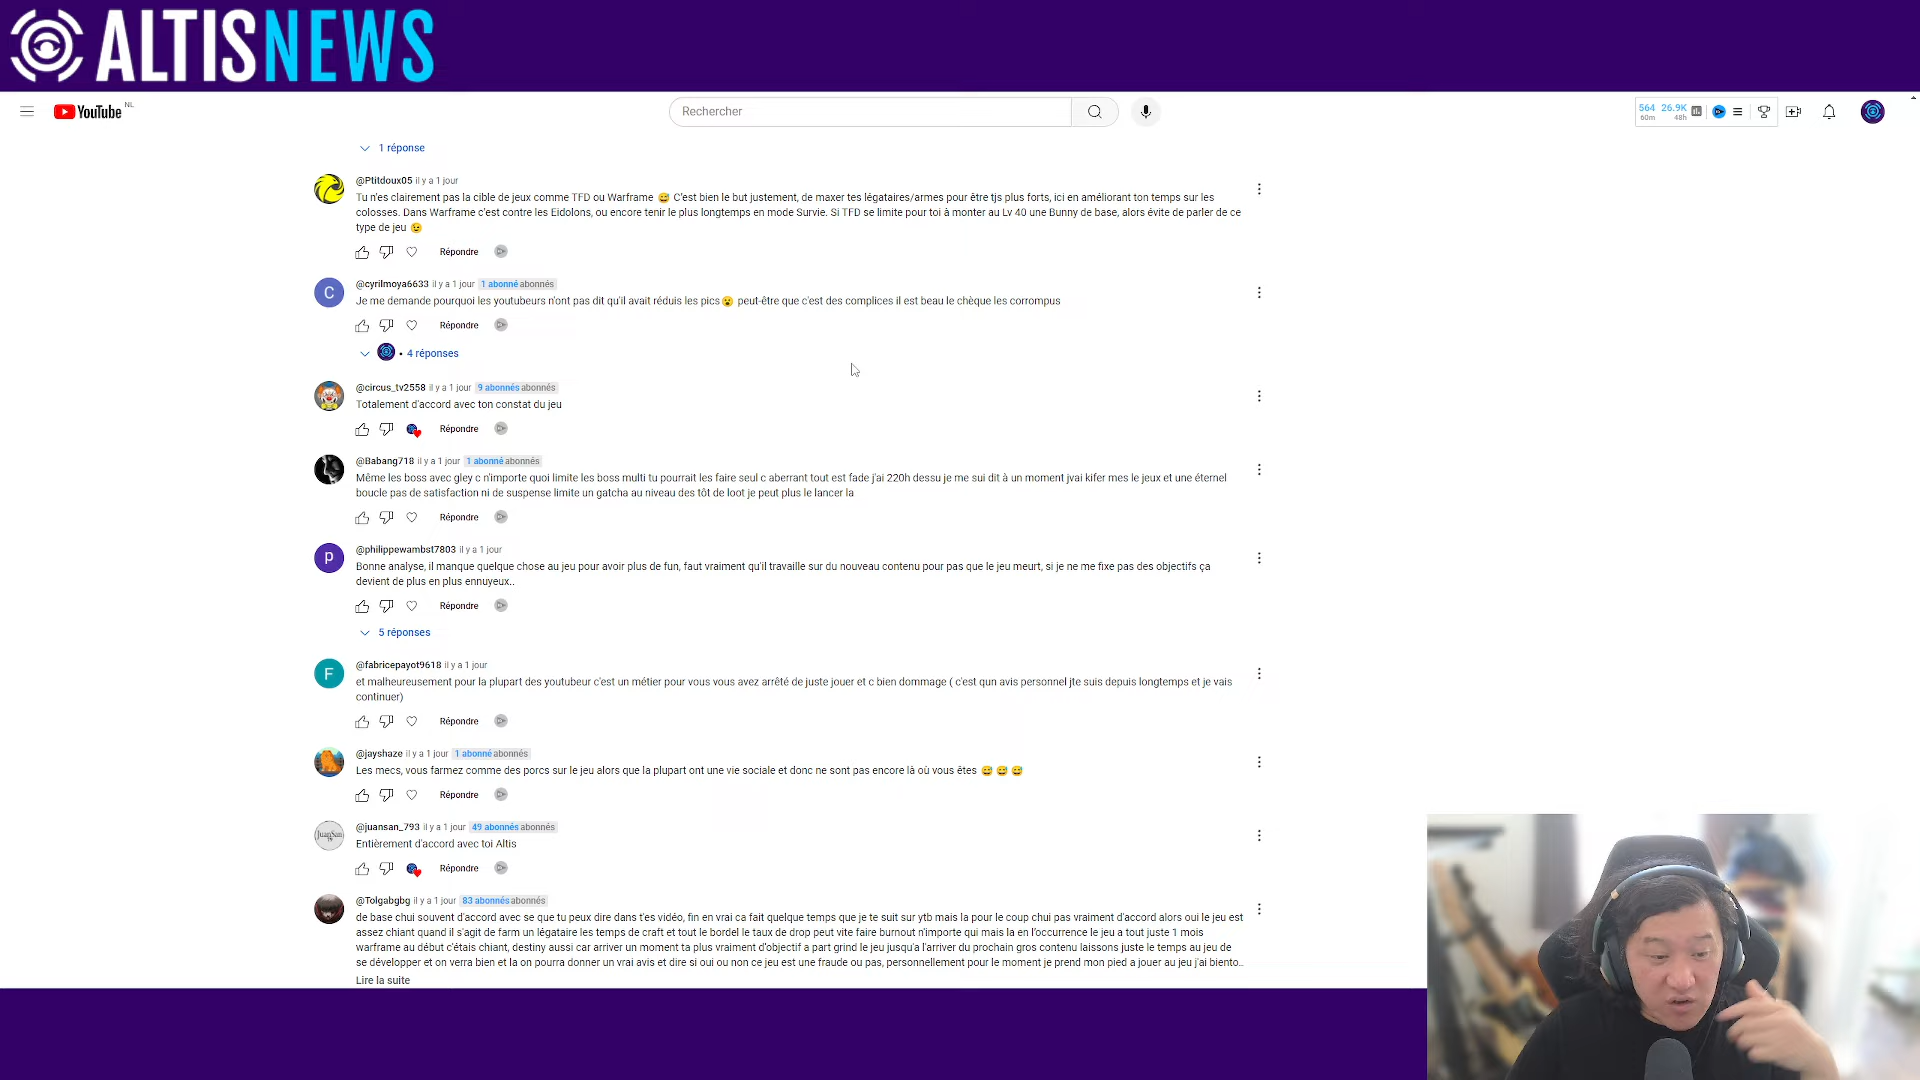 ALTISNEWS
YouTube NL
Rechercher
564 26.9K
60m 48h
1 réponse
@Ptitdoux05 il y a 1 jour
Tu n'es clairement pas la cible de jeux comme TFD ou Warframe 😅 C'est bien le but justement, de maxer tes légataires/armes pour être tjs plus forts, ici en améliorant ton temps sur les
colosses. Dans Warframe c'est contre les Eidolons, ou encore tenir le plus longtemps en mode Survie. Si TFD se limite pour toi à monter au Lv 40 une Bunny de base, alors évite de parler de ce
type de jeu 😉
Répondre
@cyrilmoya6633 il y a 1 jour 1 abonné abonnés
Je me demande pourquoi les youtubeurs n'ont pas dit qu'il avait réduis les pics😮 peut-être que c'est des complices il est beau le chèque les corrompus
Répondre
• 4 réponses
@circus_tv2558 il y a 1 jour 9 abonnés abonnés
Totalement d'accord avec ton constat du jeu
Répondre
@Babang718 il y a 1 jour 1 abonné abonnés
Même les boss avec gley c n'importe quoi limite les boss multi tu pourrait les faire seul c aberrant tout est fade j'ai 220h dessu je me sui dit à un moment jvai kifer mes le jeux et une éternel
boucle pas de satisfaction ni de suspense limite un gatcha au niveau des tôt de loot je peut plus le lancer la
Répondre
P
@philippewambst7803 il y a 1 jour
Bonne analyse, il manque quelque chose au jeu pour avoir plus de fun, faut vraiment qu'il travaille sur du nouveau contenu pour pas que le jeu meurt, si je ne me fixe pas des objectifs ça
devient de plus en plus ennuyeux..
Répondre
5 réponses
F
@fabricepayot9618 il y a 1 jour
et malheureusement pour la plupart des youtubeur c'est un métier pour vous vous avez arrêté de juste jouer et c bien dommage ( c'est qun avis personnel jte suis depuis longtemps et je vais
continuer)
Répondre
@jayshaze il y a 1 jour 1 abonné abonnés
Les mecs, vous farmez comme des porcs sur le jeu alors que la plupart ont une vie sociale et donc ne sont pas encore là où vous êtes 😅 😅 😅
Répondre
@juansan_793 il y a 1 jour 49 abonnés abonnés
Entièrement d'accord avec toi Altis
Répondre
@Tolgabgbg il y a 1 jour 83 abonnés abonnés
de base chui souvent d'accord avec se que tu peux dire dans t'es vidéo, fin en vrai ca fait quelque temps que je te suit sur ytb mais la pour le coup chui pas vraiment d'accord alors oui le jeu est
assez chiant quand il s'agit de farm un légataire les temps de craft et tout le bordel le taux de drop peut vite faire burnout n'importe qui mais la en l'occurrence le jeu a tout juste 1 mois
warframe au début c'étais chiant, destiny aussi car arriver un moment ta plus vraiment d'objectif a part grind le jeu jusqu'a l'arriver du prochain gros contenu laissons juste le temps au jeu de
se développer et on verra bien et la on pourra donner un vrai avis et dire si oui ou non ce jeu est une fraude ou pas, personnellement pour le moment je prend mon pied a jouer au jeu j'ai biento...
Lire la suite